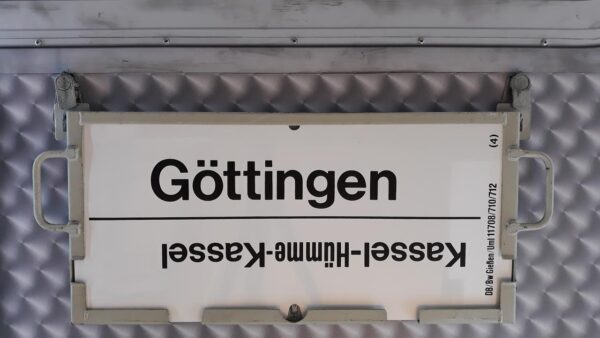 Göttingen
Kassel-Hümme-Kassel
DB/Bw Gießen/Uml 11708/710/712
(4)